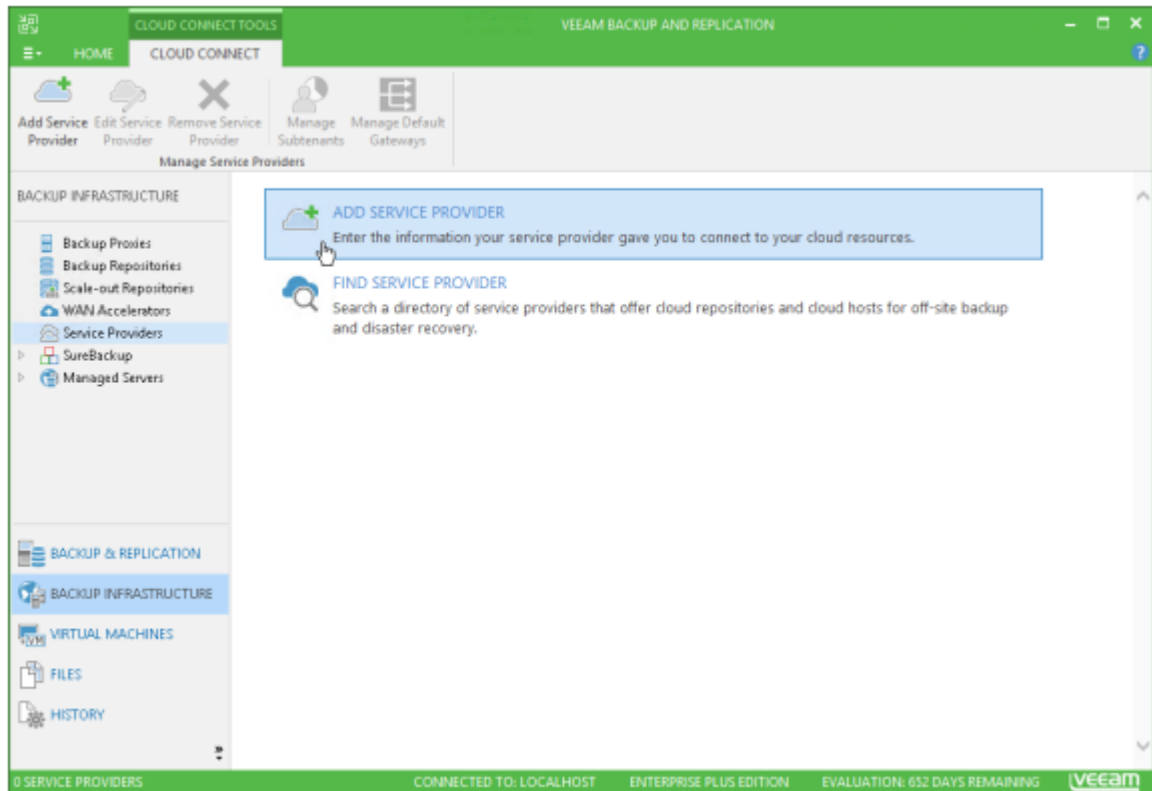 CLOUD CONNECT TOOLS
VEEAM BACKUP AND REPLICATION
HOME
CLOUD CONNECT
?
Add Service Provider
Edit Service Provider
Remove Service Provider
Manage Subtenants
Manage Default Gateways
Manage Service Providers
BACKUP INFRASTRUCTURE
Backup Proxies
Backup Repositories
Scale-out Repositories
WAN Accelerators
Service Providers
SureBackup
Managed Servers
ADD SERVICE PROVIDER
Enter the information your service provider gave you to connect to your cloud resources.
FIND SERVICE PROVIDER
Search a directory of service providers that offer cloud repositories and cloud hosts for off-site backup
and disaster recovery.
BACKUP & REPLICATION
BACKUP INFRASTRUCTURE
VM
VIRTUAL MACHINES
FILES
HISTORY
0 SERVICE PROVIDERS
CONNECTED TO: LOCALHOST
ENTERPRISE PLUS EDITION
EVALUATION: 652 DAYS REMAINING
veeam